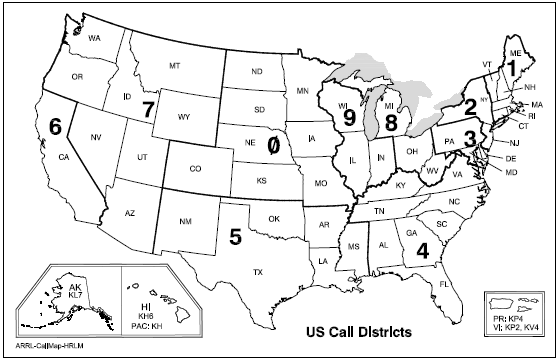 WA
MT
ND
MN
VT
ME
1
NH
OR
ID
7
WY
SD
WI
9
MI
8
NY
2
MA
RI
CT
6
NV
CA
UT
CO
NE
Ø
IA
IL
IN
OH
PA
3
NJ
DE
MD
WV
VA
KS
MO
KY
AZ
NM
OK
AR
TN
NC
SC
5
TX
LA
MS
AL
GA
4
FL
AK
KL7
HI
KH6
PAC: KH
PR: KP4
VI: KP2, KV4
US Call Districts
ARRL-CallMap-HRLM